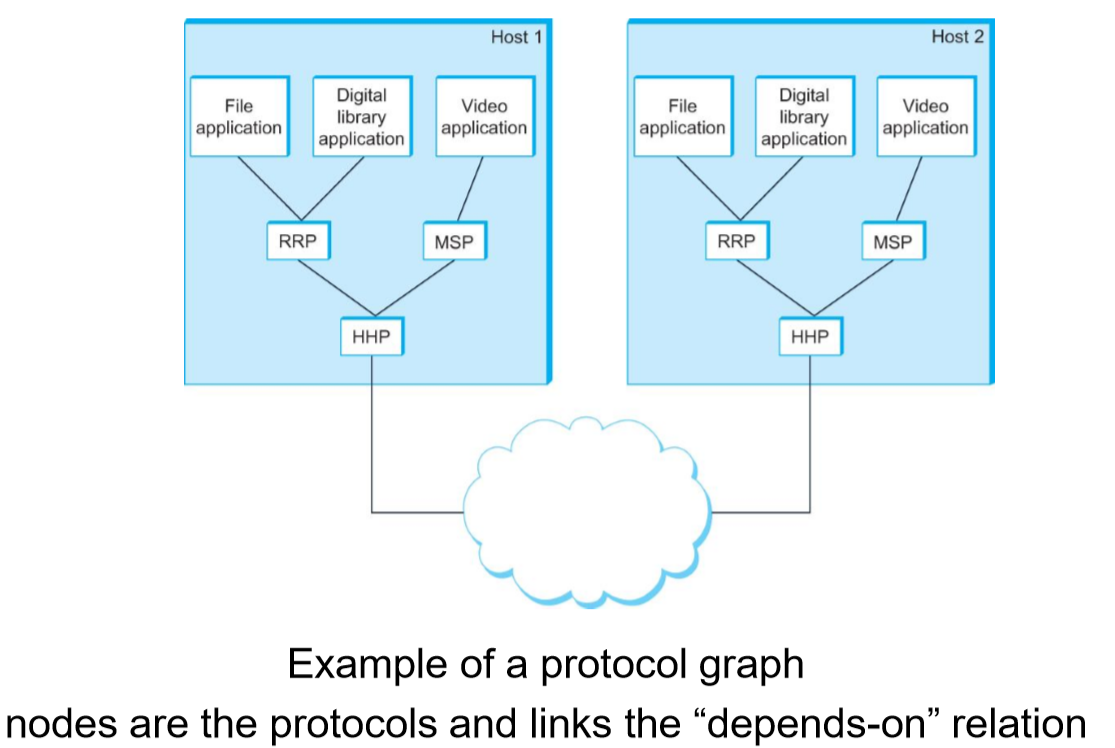 Host 1
File
application
Digital
library
application
Video
application
RRP
MSP
HHP
Host 2
File
application
Digital
library
application
Video
application
RRP
MSP
HHP
Example of a protocol graph
nodes are the protocols and links the “depends-on” relation